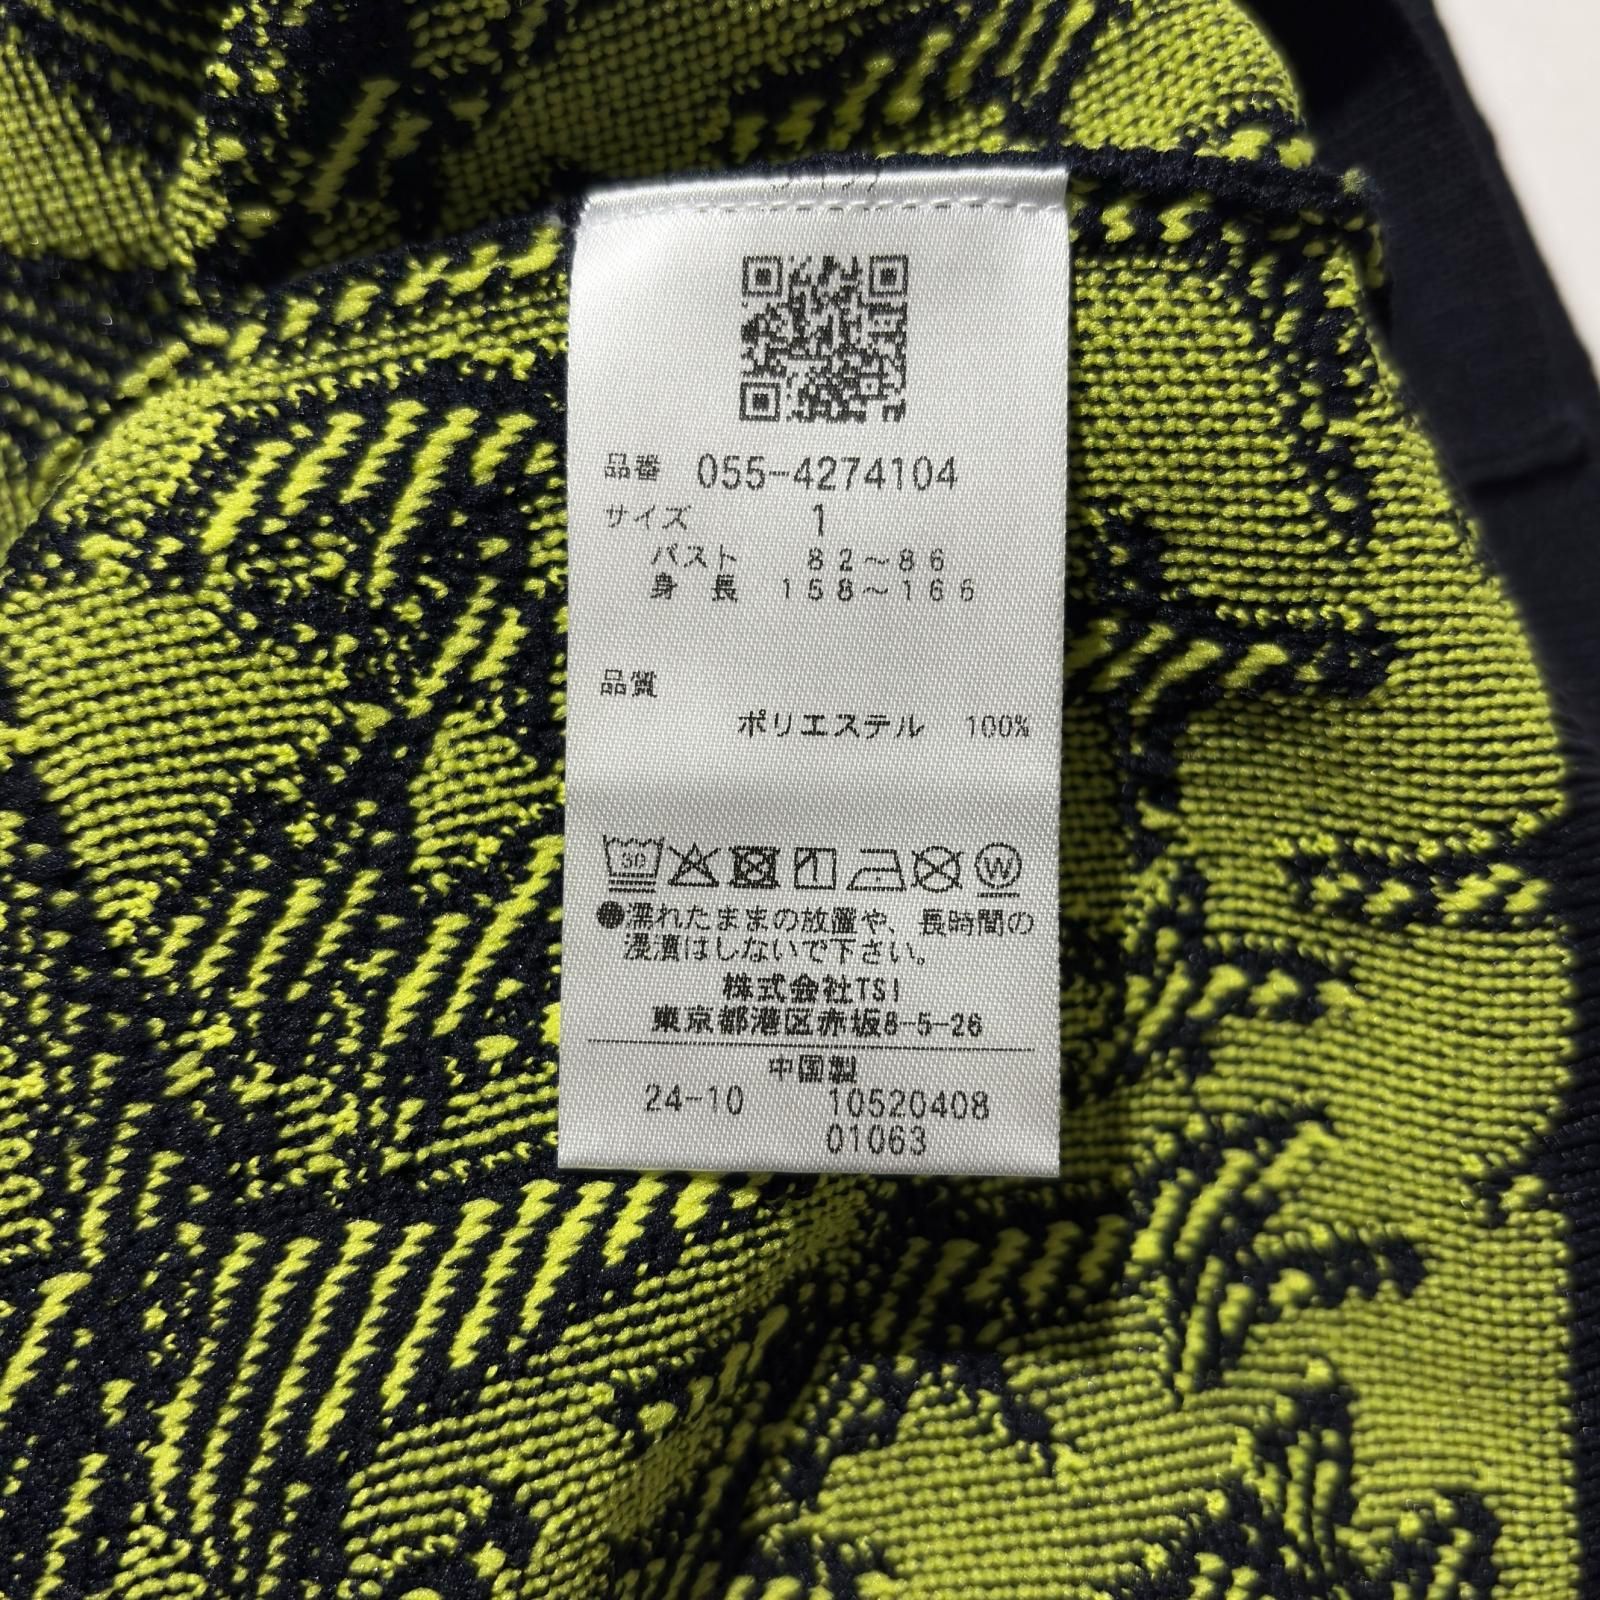 品番 055-4274104
サイズ 1
バスト 82~86
身長 158~166
品質
ポリエステル 100%
30
W
●濡れたままの放置や、長時間の
浸漬はしないで下さい。
株式会社TSI
東京都港区赤坂8-5-26
中国製
24-10 10520408
01063